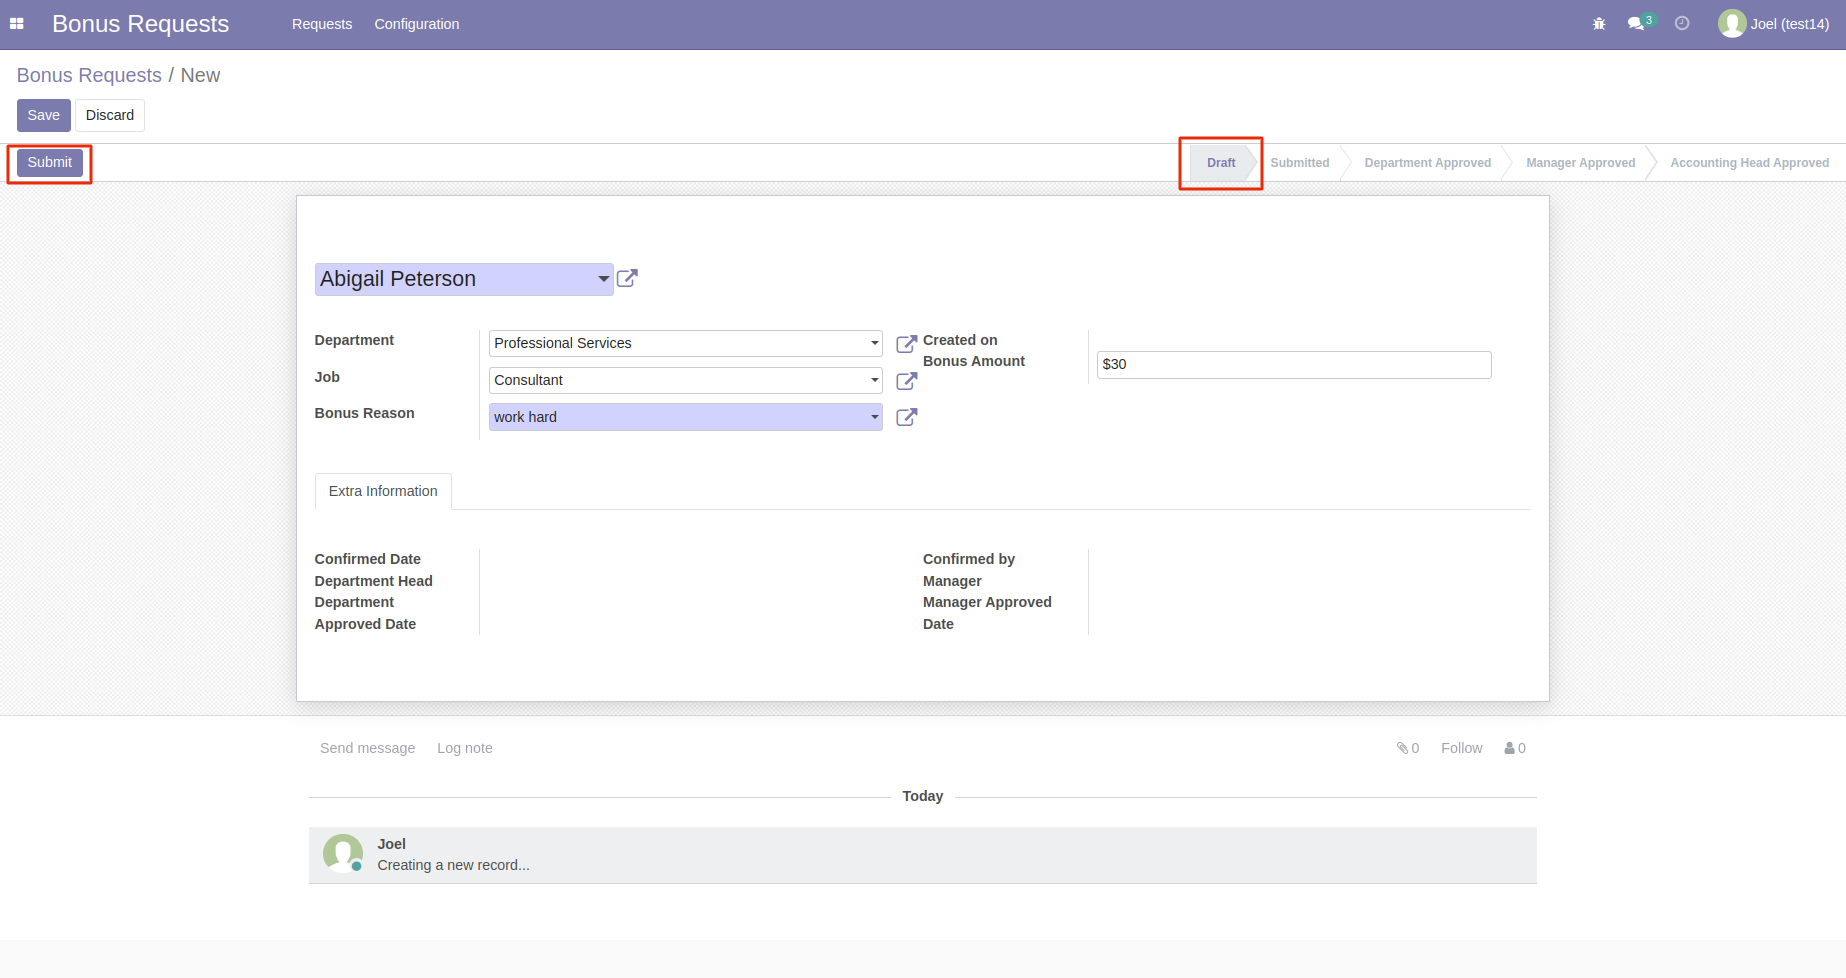 Bonus Requests Requests Configuration 3 Joel (test14)
Bonus Requests / New
Save Discard
Submit Draft Submitted Department Approved Manager Approved Accounting Head Approved
Abigail Peterson
Department Professional Services
Job Consultant
Bonus Reason work hard
Created on
Bonus Amount $30
Extra Information
Confirmed Date
Department Head
Department
Approved Date
Confirmed by
Manager
Manager Approved
Date
Send message Log note 0 Follow 0
Today
Joel
Creating a new record...